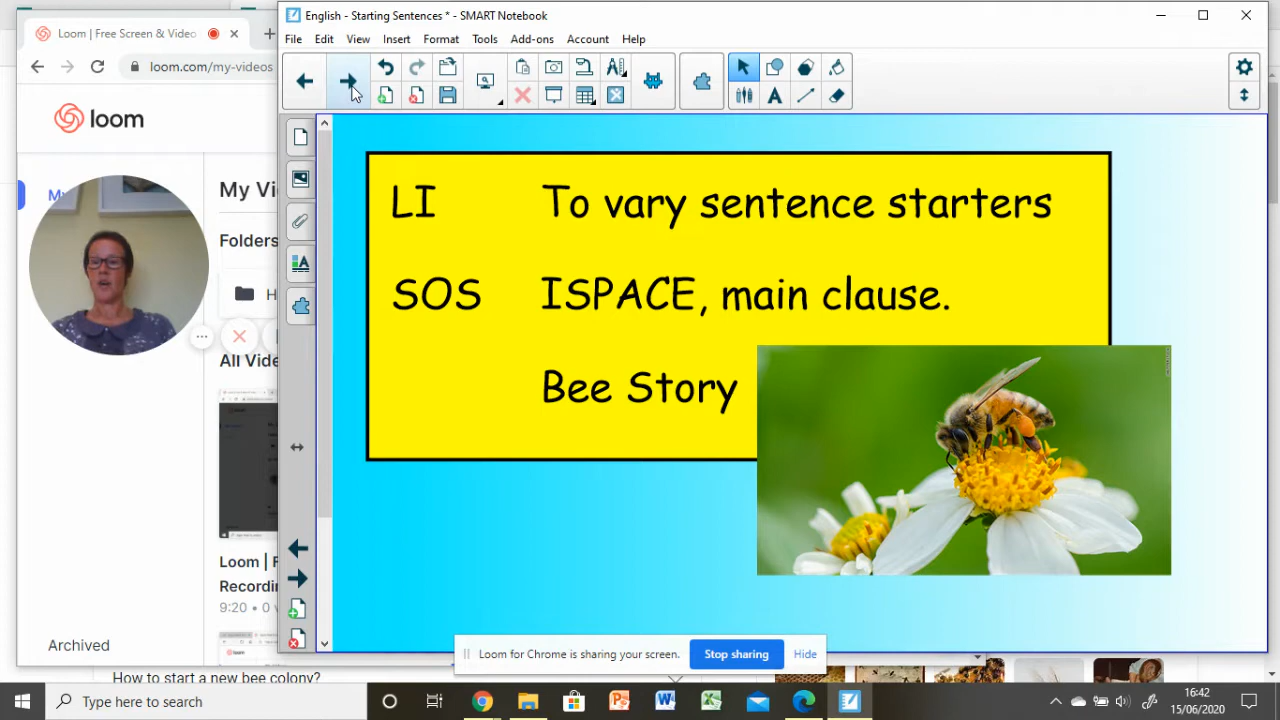 English - Starting Sentences * - SMART Notebook
Loom | Free Screen & Video
File Edit View Insert Format Tools Add-ons Account Help
loom.com/my-videos
loom
My Vi
Folders
All Vide
Loom | F
Recordin
9:20 • 0 v
Archived
How to start a new bee colony?
LI To vary sentence starters
SOS ISPACE, main clause.
Bee Story
Loom for Chrome is sharing your screen. Stop sharing Hide
Type here to search
16:42
15/06/2020